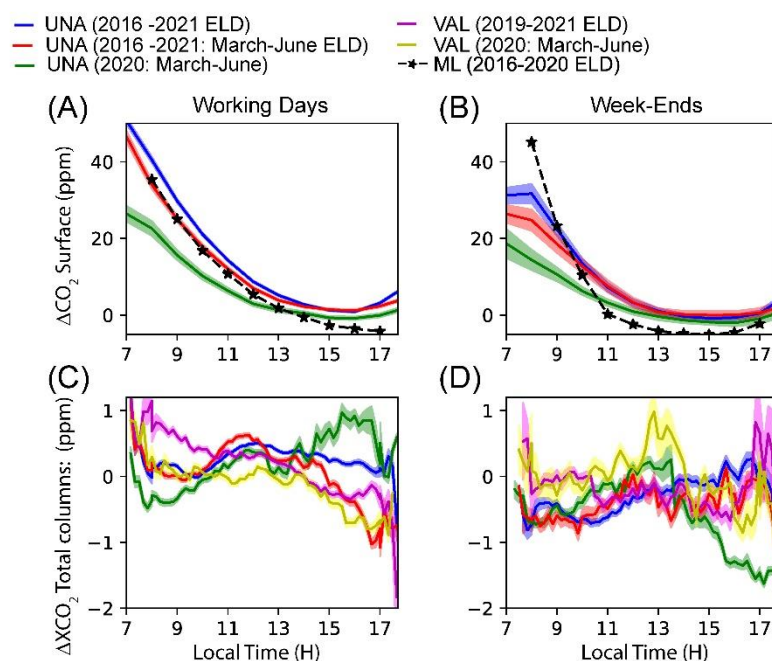 UNA (2016 -2021 ELD)
UNA (2016 -2021: March-June ELD)
UNA (2020: March-June)
VAL (2019-2021 ELD)
VAL (2020: March-June)
ML (2016-2020 ELD)
(A) Working Days
(B) Week-Ends
ΔCO₂ Surface (ppm)
40
20
0
7 9 11 13 15 17
7 9 11 13 15 17
(C)
(D)
ΔXCO₂ Total columns: (ppm)
1
0
−1
−2
1
0
−1
−2
7 9 11 13 15 17
7 9 11 13 15 17
Local Time (H)
Local Time (H)